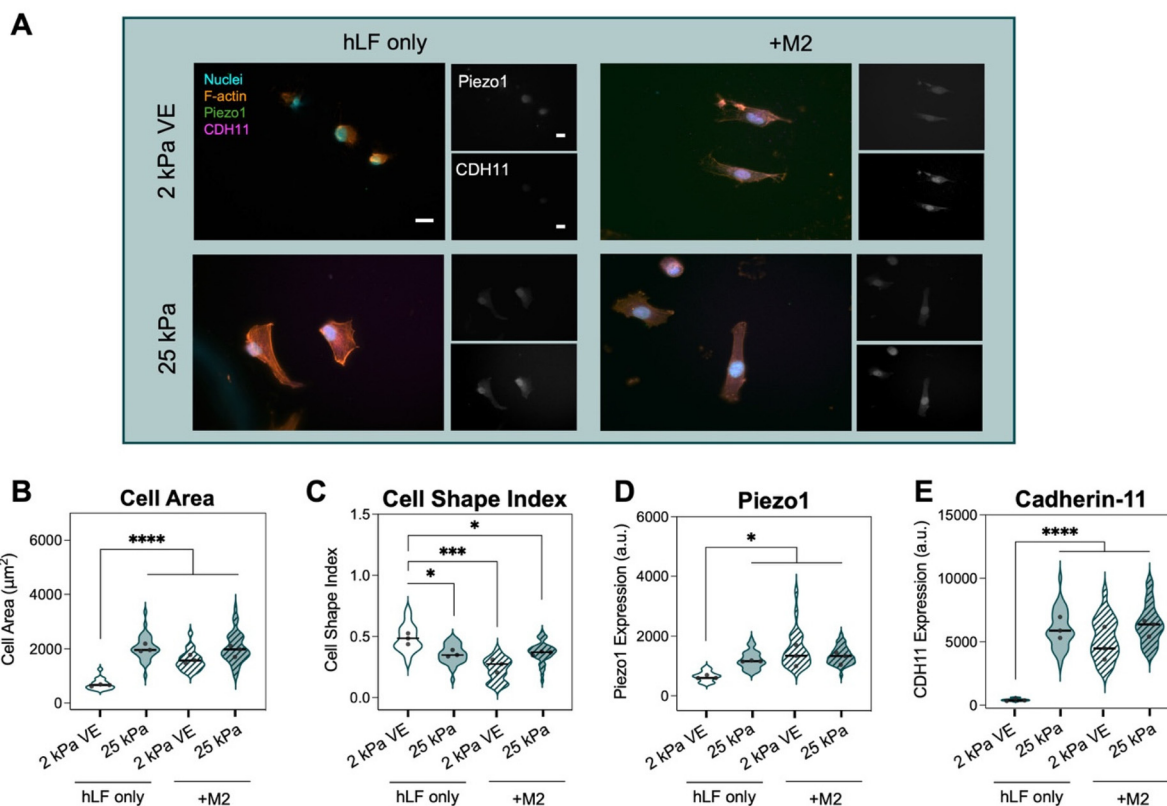 A
hLF only
+M2
2 kPa VE
Nuclei
F-actin
Piezo1
CDH11
Piezo1
CDH11
25 kPa
B
Cell Area
Cell Area (µm²)
6000
4000
2000
0
****
2 kPa VE
25 kPa
2 kPa VE
25 kPa
hLF only
+M2
C
Cell Shape Index
Cell Shape Index
1.5
1.0
0.5
0.0
*
***
*
2 kPa VE
25 kPa
2 kPa VE
25 kPa
hLF only
+M2
D
Piezo1
Piezo1 Expression (a.u.)
6000
4000
2000
0
*
2 kPa VE
25 kPa
2 kPa VE
25 kPa
hLF only
+M2
E
Cadherin-11
CDH11 Expression (a.u.)
15000
10000
5000
0
****
2 kPa VE
25 kPa
2 kPa VE
25 kPa
hLF only
+M2